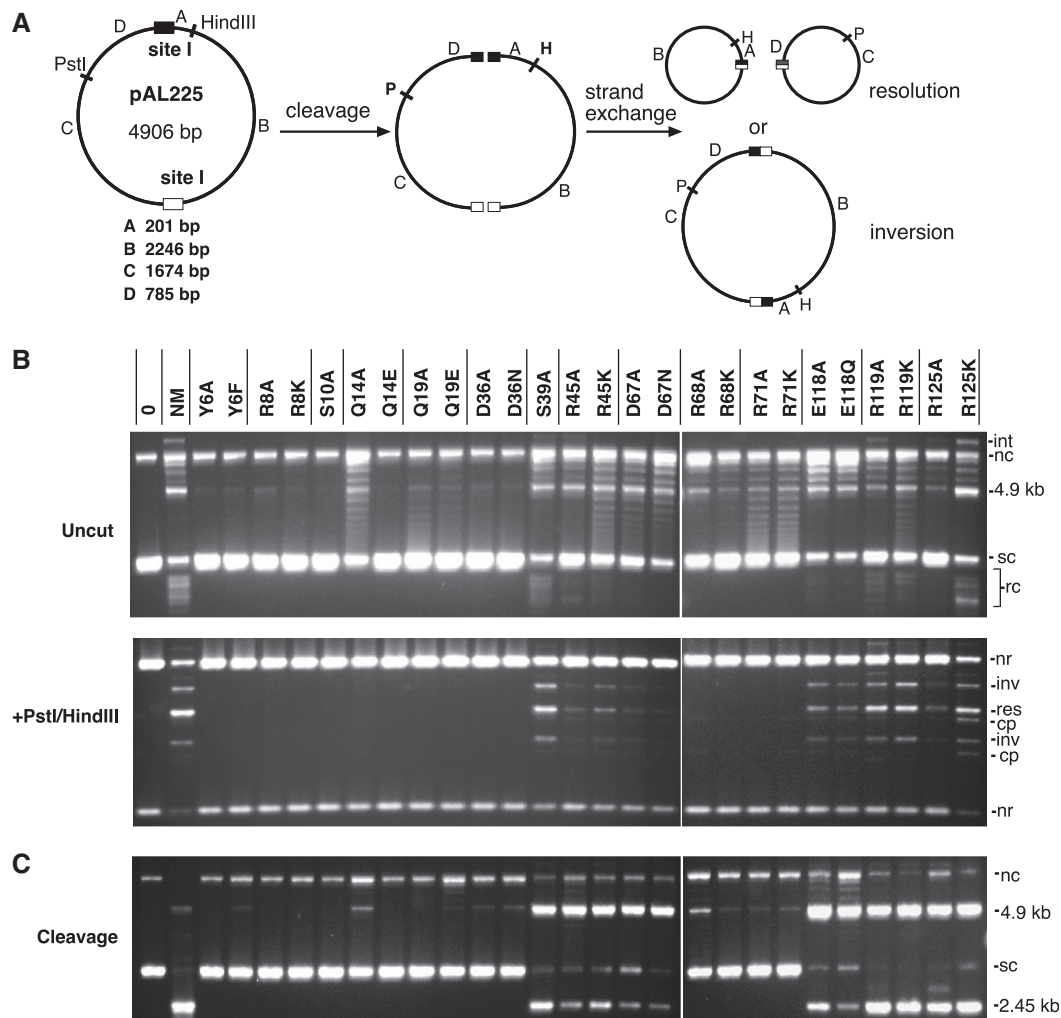 A
D A HindIII
site I
PstI
pAL225
4906 bp
C B
site I
A 201 bp
B 2246 bp
C 1674 bp
D 785 bp
cleavage
D A H
P
C B
strand
exchange
B H A
D P C
resolution
or
D
P
C B
A H
inversion
B
0 NM Y6A Y6F R8A R8K S10A Q14A Q14E Q19A Q19E D36A D36N S39A R45A R45K D67A D67N R68A R68K R71A R71K E118A E118Q R119A R119K R125A R125K
Uncut
-int
-nc
-4.9 kb
-sc
-rc
+PstI/HindIII
-nr
-inv
-res
- cp
-inv
- cp
-nr
C
Cleavage
-nc
-4.9 kb
-sc
-2.45 kb